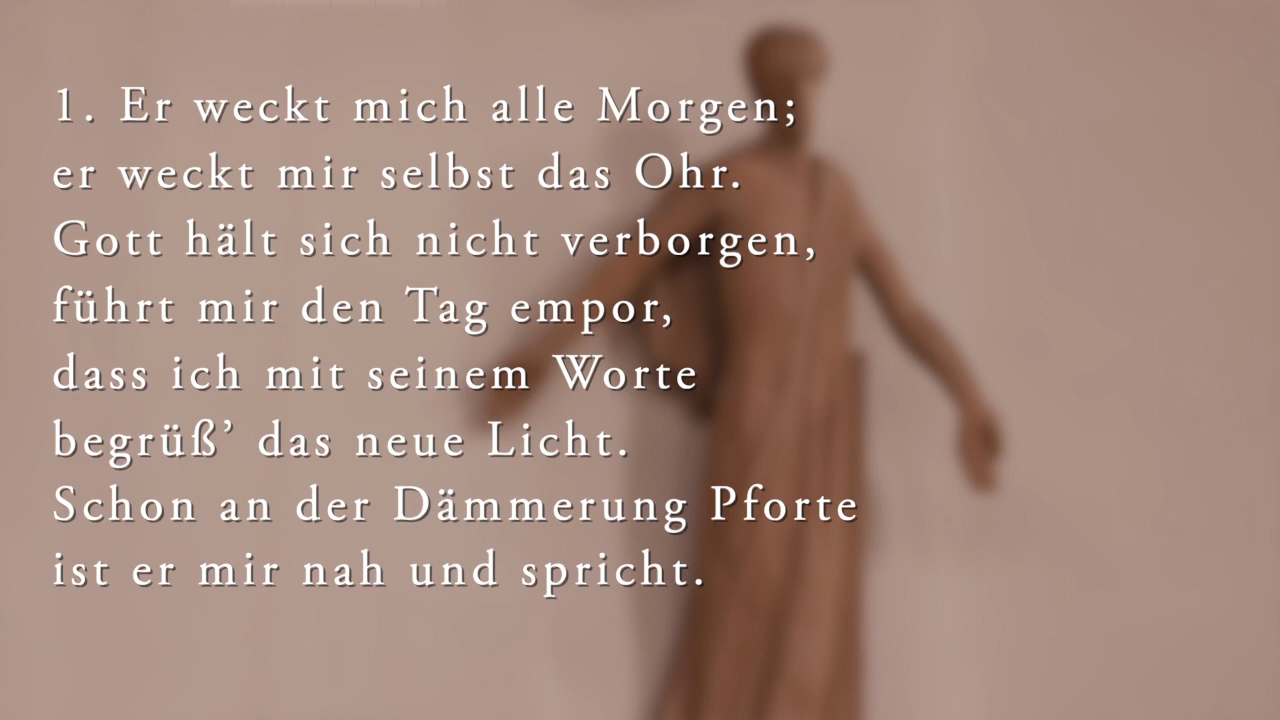 1. Er weckt mich alle Morgen;
er weckt mir selbst das Ohr.
Gott hält sich nicht verborgen,
führt mir den Tag empor,
dass ich mit seinem Worte
begrüß’ das neue Licht.
Schon an der Dämmerung Pforte
ist er mir nah und spricht.